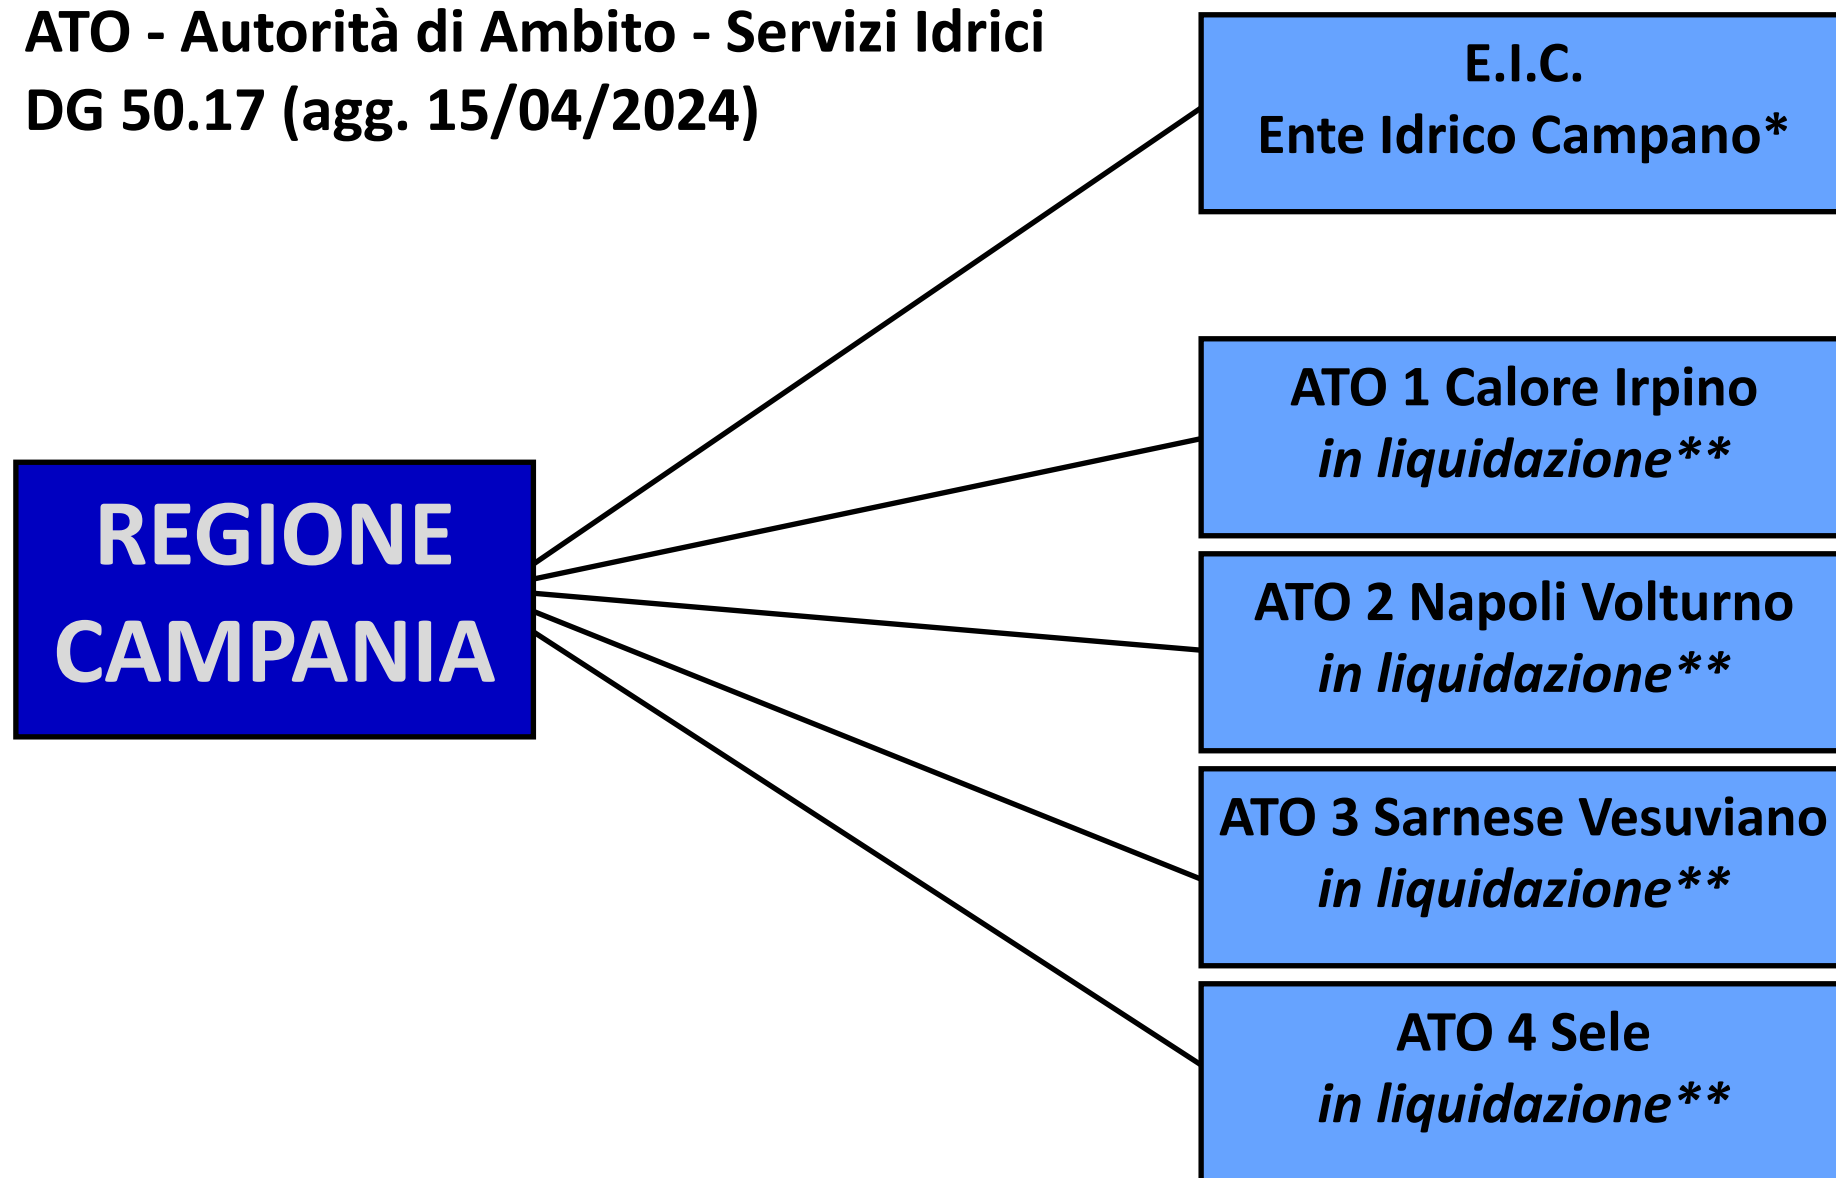 ATO - Autorità di Ambito - Servizi Idrici
DG 50.17 (agg. 15/04/2024)
E.I.C.
Ente Idrico Campano*
ATO 1 Calore Irpino
in liquidazione**
REGIONE
CAMPANIA
ATO 2 Napoli Volturno
in liquidazione**
ATO 3 Sarnese Vesuviano
in liquidazione**
ATO 4 Sele
in liquidazione**